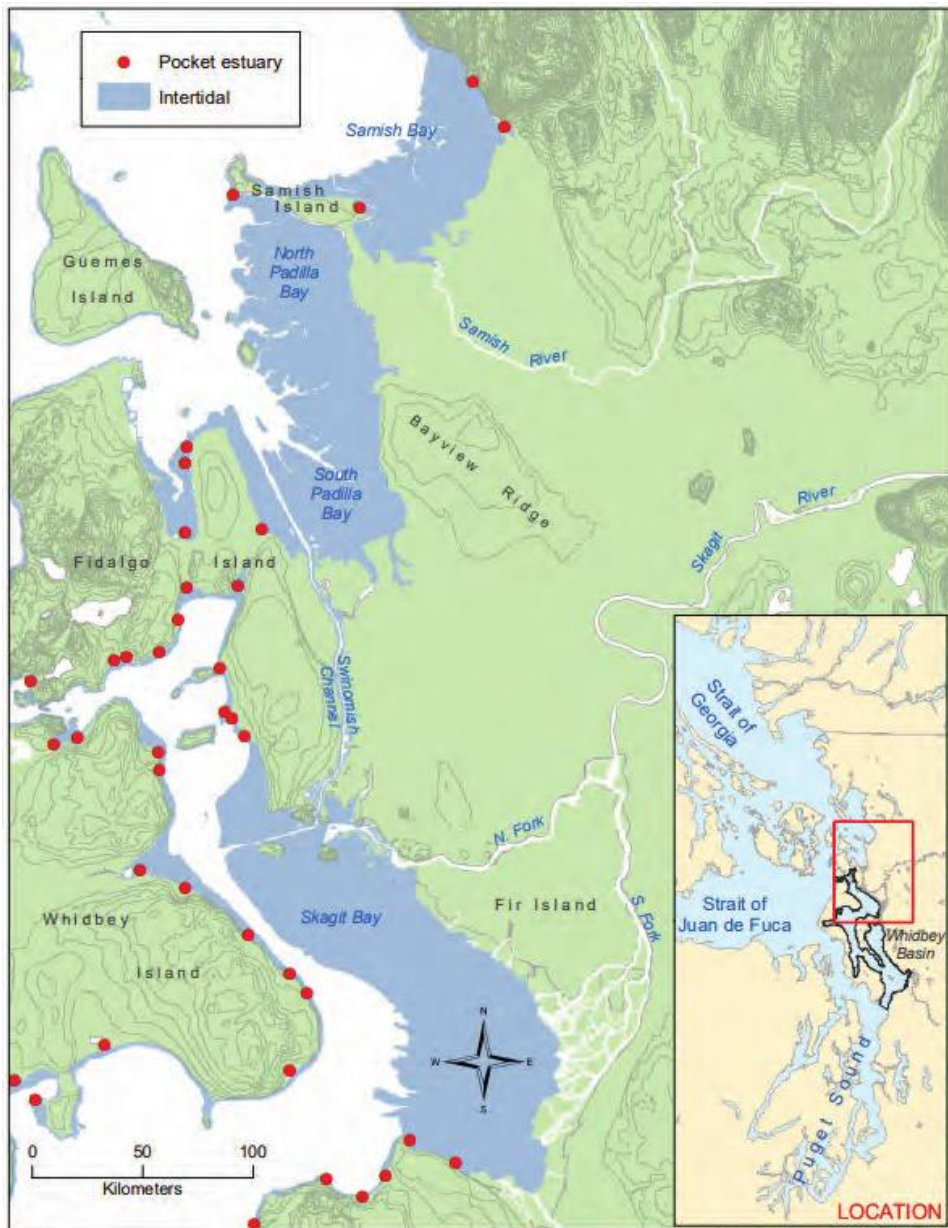 Pocket estuary
Intertidal
Samish Bay
Samish
Island
North
Padilla
Bay
Guemes
Island
Samish
River
Bayview
Ridge
South
Padilla
Bay
River
Skagit
Fidalgo
Island
Swinomish
Channel
N. Fork
S. Fork
Fir Island
Skagit Bay
Whidbey
Island
N
W
E
S
0
50
100
Kilometers
Strait of
Georgia
Strait of
Juan de Fuca
Whidbey
Basin
Puget Sound
LOCATION